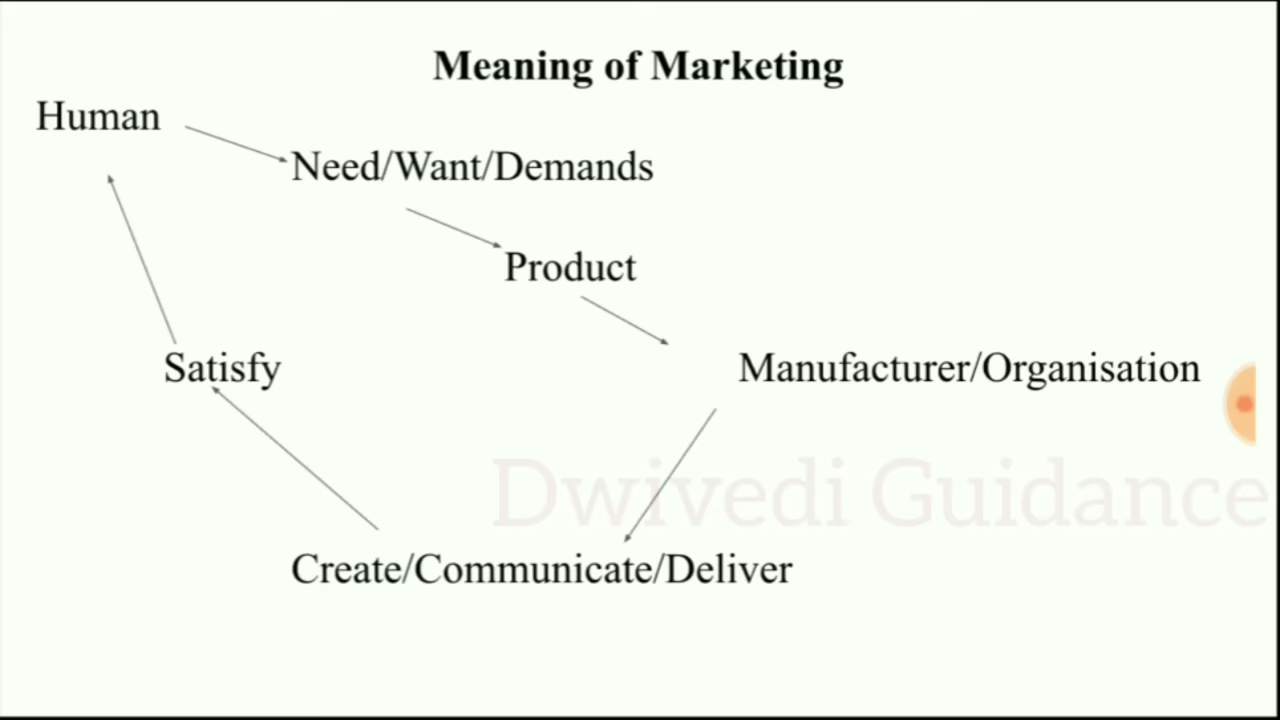 Meaning of Marketing
Human
Need/Want/Demands
Product
Satisfy
Manufacturer/Organisation
Dwivedi Guidance
Create/Communicate/Deliver